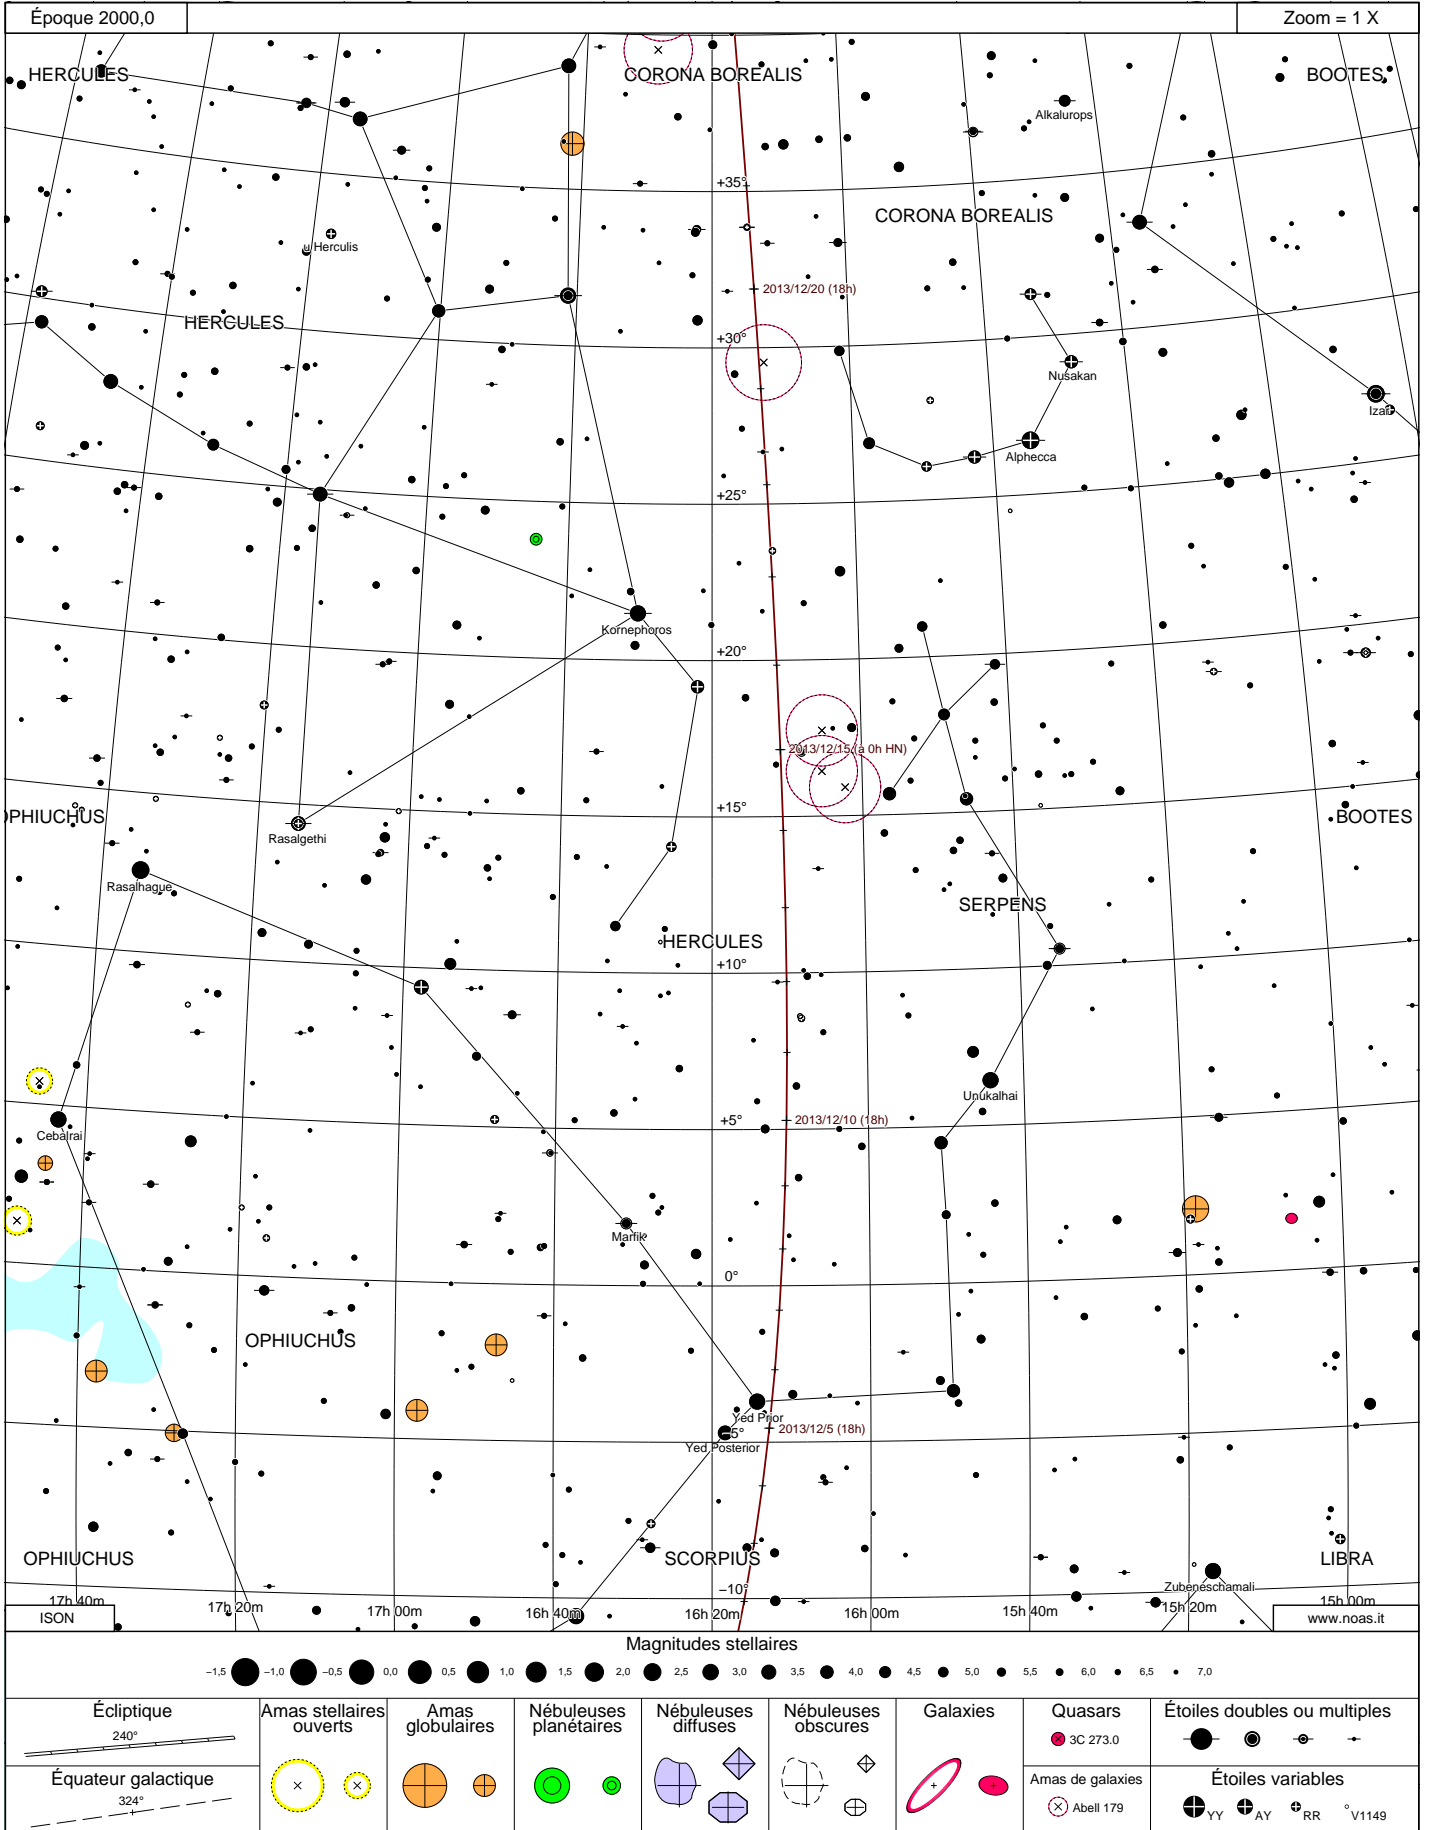 Époque 2000,0
Zoom = 1 X
HERCULES
CORONA BOREALIS
BOOTES
Alkalurops
+35°
CORONA BOREALIS
u Herculis
2013/12/20 (18h)
HERCULES
+30°
Nusakan
Izar
Alphecca
+25°
Kornephoros
+20°
2013/12/15 (à 0h HN)
+15°
OPHIUCHUS
BOOTES
Rasalgethi
Rasalhague
SERPENS
HERCULES
+10°
Unukalhai
+5°
2013/12/10 (18h)
Cebalrai
Marfik
0°
OPHIUCHUS
Yed Prior
2013/12/5 (18h)
−5°
Yed Posterior
OPHIUCHUS
SCORPIUS
LIBRA
Zubeneschamali
−10°
17h 40m
17h 20m
17h 00m
16h 40m
16h 20m
16h 00m
15h 40m
15h 20m
15h 00m
ISON
www.noas.it
Magnitudes stellaires
−1,5 −1,0 −0,5 0,0 0,5 1,0 1,5 2,0 2,5 3,0 3,5 4,0 4,5 5,0 5,5 6,0 6,5 7,0
Écliptique
240°
Équateur galactique
324°
Amas stellaires
ouverts
Amas
globulaires
Nébuleuses
planétaires
Nébuleuses
diffuses
Nébuleuses
obscures
Galaxies
Quasars
3C 273.0
Amas de galaxies
Abell 179
Étoiles doubles ou multiples
Étoiles variables
YY
AY
RR
V1149